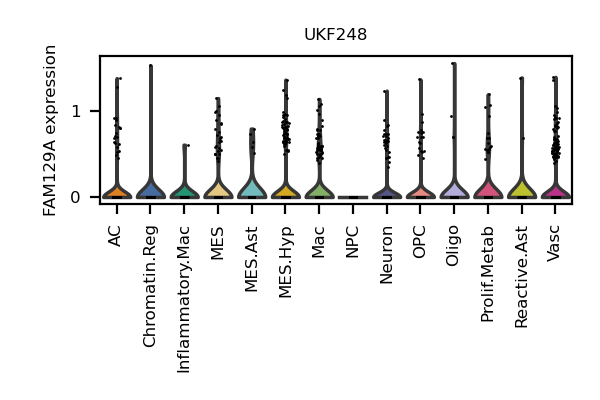 UKF248
FAM129A expression
1
0
AC
Chromatin.Reg
Inflammatory.Mac
MES
MES.Ast
MES.Hyp
Mac
NPC
Neuron
OPC
Oligo
Prolif.Metab
Reactive.Ast
Vasc